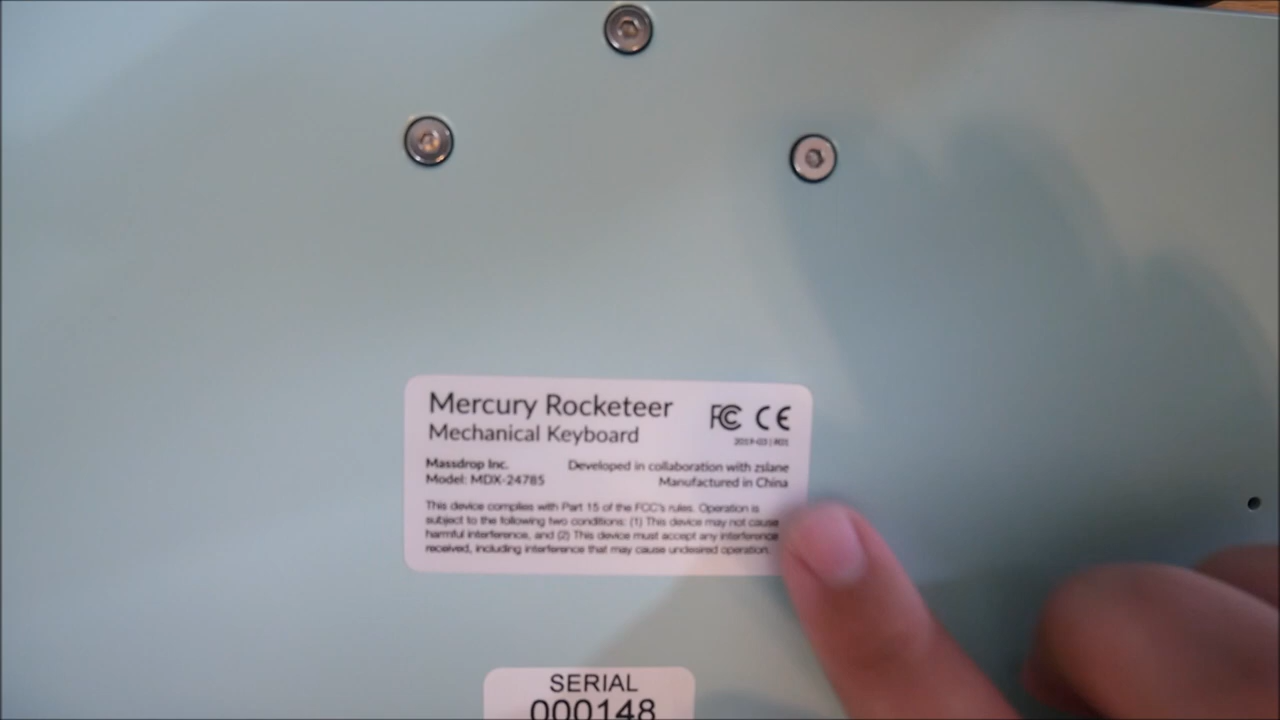 Mercury Rocketeer
FC CE
Mechanical Keyboard
2019-03 | R01
Massdrop Inc.
Developed in collaboration with zslane
Model: MDX-24785
Manufactured in China
This device complies with Part 15 of the FCC's rules. Operation is
subject to the following two conditions: (1) This device may not cause
harmful interference, and (2) This device must accept any interference
received, including interference that may cause undesired operation.
SERIAL
000148